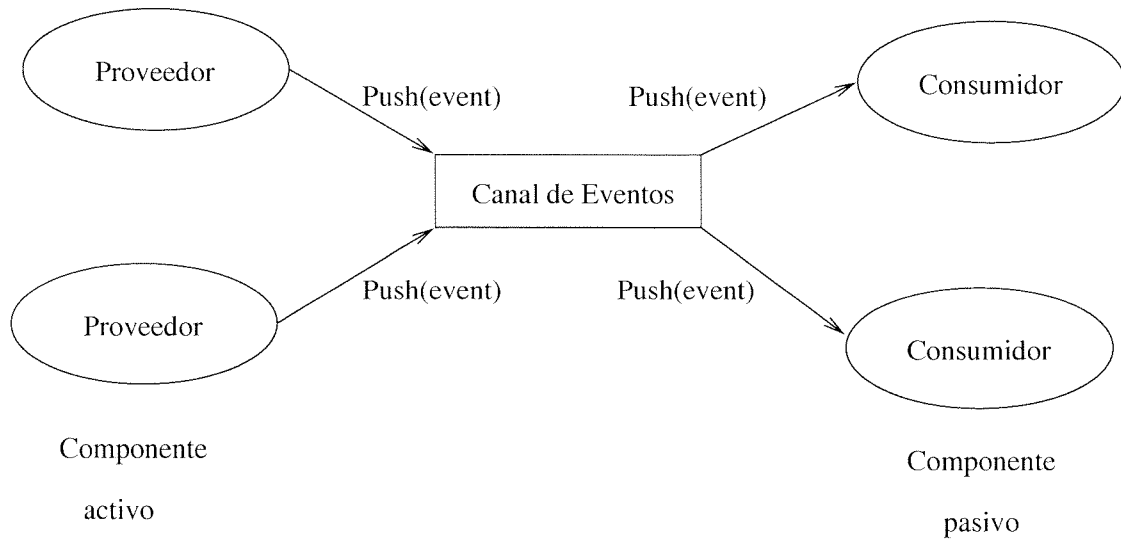 Proveedor
Consumidor
Push(event)
Push(event)
Canal de Eventos
Push(event)
Push(event)
Proveedor
Consumidor
Componente
activo
Componente
pasivo